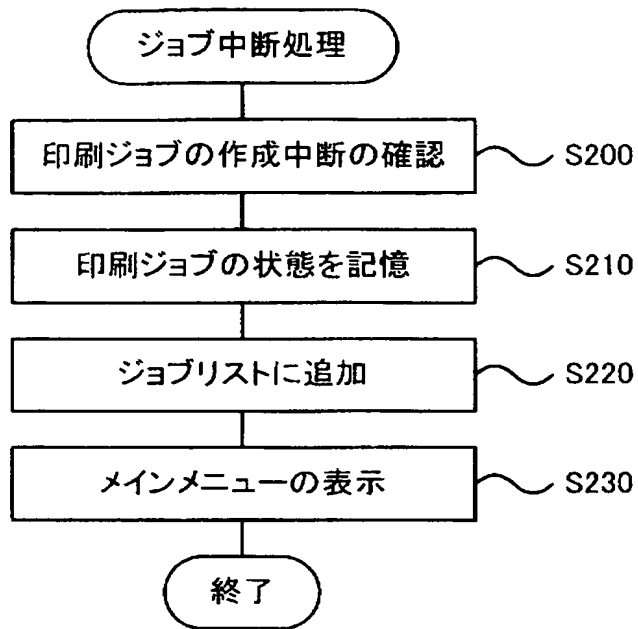 ジョブ中断処理
印刷ジョブの作成中断の確認 S200
印刷ジョブの状態を記憶 S210
ジョブリストに追加 S220
メインメニューの表示 S230
終了